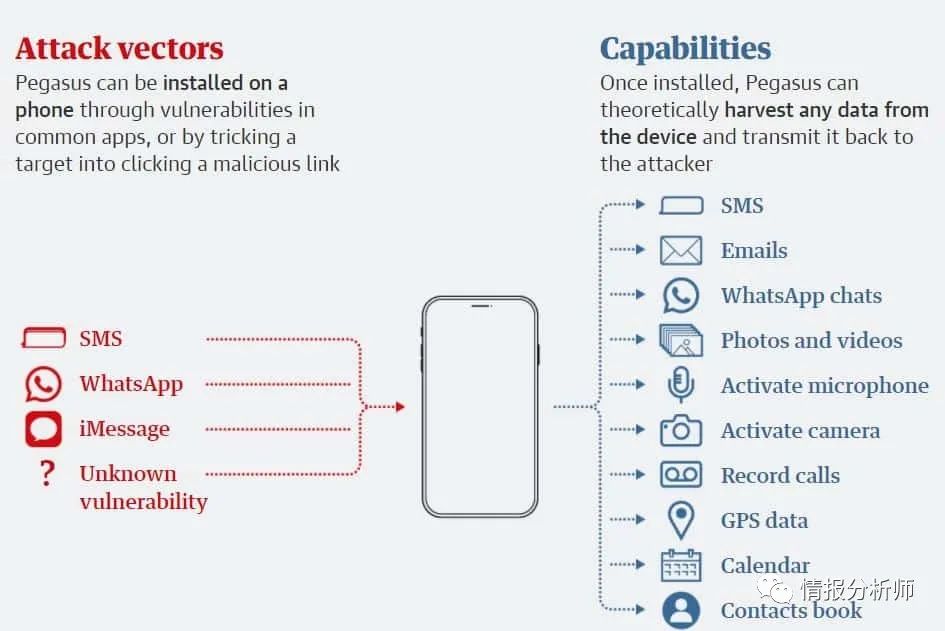 Attack vectors
Pegasus can be installed on a
phone through vulnerabilities in
common apps, or by tricking a
target into clicking a malicious link
SMS
WhatsApp
iMessage
?
Unknown
vulnerability
Capabilities
Once installed, Pegasus can
theoretically harvest any data from
the device and transmit it back to
the attacker
SMS
Emails
WhatsApp chats
Photos and videos
Activate microphone
Activate camera
Record calls
GPS data
Calendar
Contacts book
情报分析师